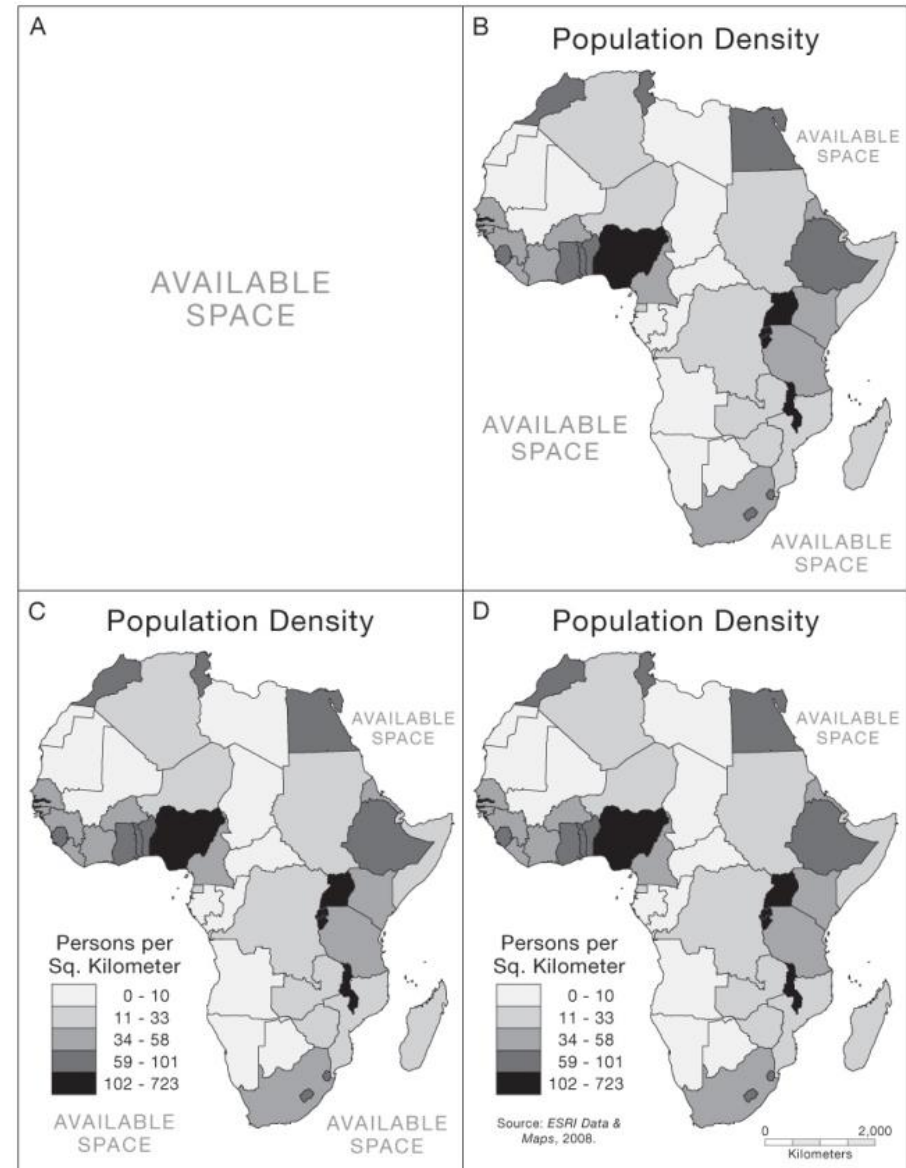 A
AVAILABLE
SPACE
B
Population Density
AVAILABLE
SPACE
AVAILABLE
SPACE
AVAILABLE
SPACE
C
Population Density
AVAILABLE
SPACE
Persons per
Sq. Kilometer
0 - 10
11 - 33
34 - 58
59 - 101
102 - 723
AVAILABLE
SPACE
AVAILABLE
SPACE
D
Population Density
AVAILABLE
SPACE
Persons per
Sq. Kilometer
0 - 10
11 - 33
34 - 58
59 - 101
102 - 723
Source: ESRI Data &
Maps, 2008.
0 2,000
Kilometers